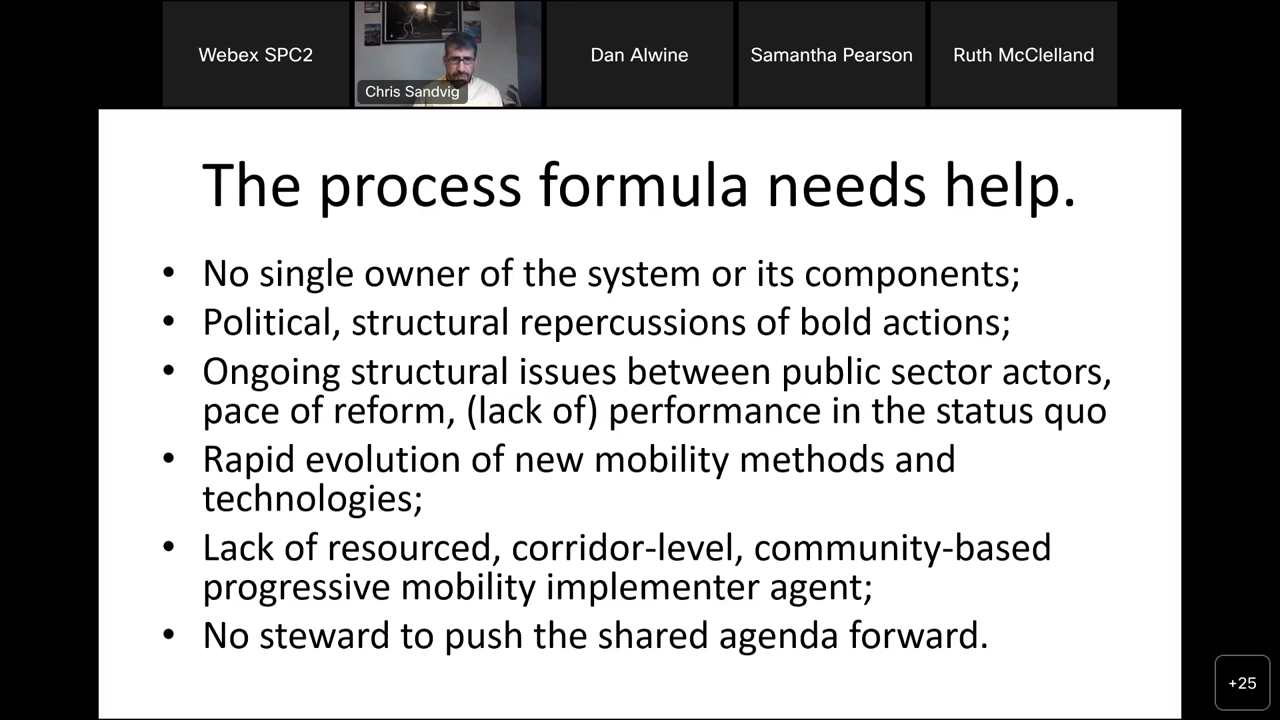 Webex SPC2
Chris Sandvig
Dan Alwine
Samantha Pearson
Ruth McClelland
The process formula needs help.
• No single owner of the system or its components;
• Political, structural repercussions of bold actions;
• Ongoing structural issues between public sector actors,
pace of reform, (lack of) performance in the status quo
• Rapid evolution of new mobility methods and
technologies;
• Lack of resourced, corridor-level, community-based
progressive mobility implementer agent;
• No steward to push the shared agenda forward.
+25